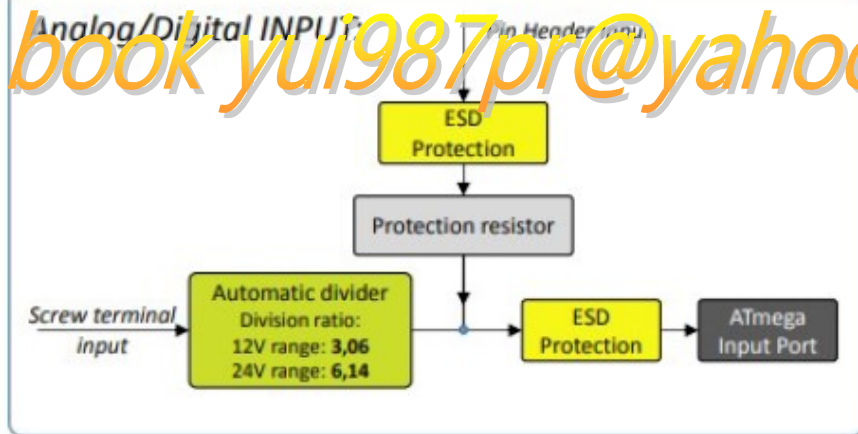 Analog/Digital INPUT:
Pin Header input
book yui987pr@yahoo
ESD
Protection
Protection resistor
Automatic divider
Division ratio:
12V range: 3,06
24V range: 6,14
Screw terminal
input
ESD
Protection
ATmega
Input Port